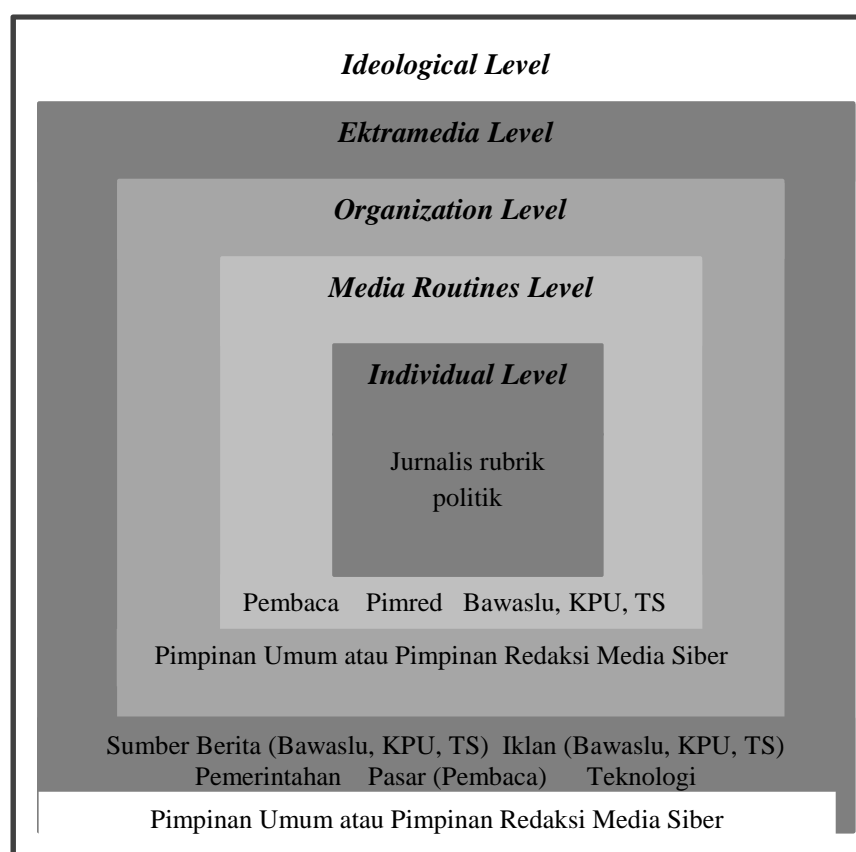 Ideological Level
Ektramedia Level
Organization Level
Media Routines Level
Individual Level
Jurnalis rubrik
politik
Pembaca Pimred Bawaslu, KPU, TS
Pimpinan Umum atau Pimpinan Redaksi Media Siber
Sumber Berita (Bawaslu, KPU, TS) Iklan (Bawaslu, KPU, TS)
Pemerintahan Pasar (Pembaca) Teknologi
Pimpinan Umum atau Pimpinan Redaksi Media Siber